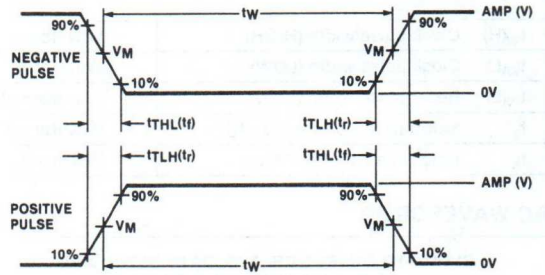 tW AMP (V)
90% 90%
VM VM
NEGATIVE
PULSE
10% 10%
0V
tTHL(tf) tTLH(tr)
tTLH(tr) tTHL(tf)
AMP (V)
90% 90%
POSITIVE
PULSE
VM VM
10% 10%
tW 0V